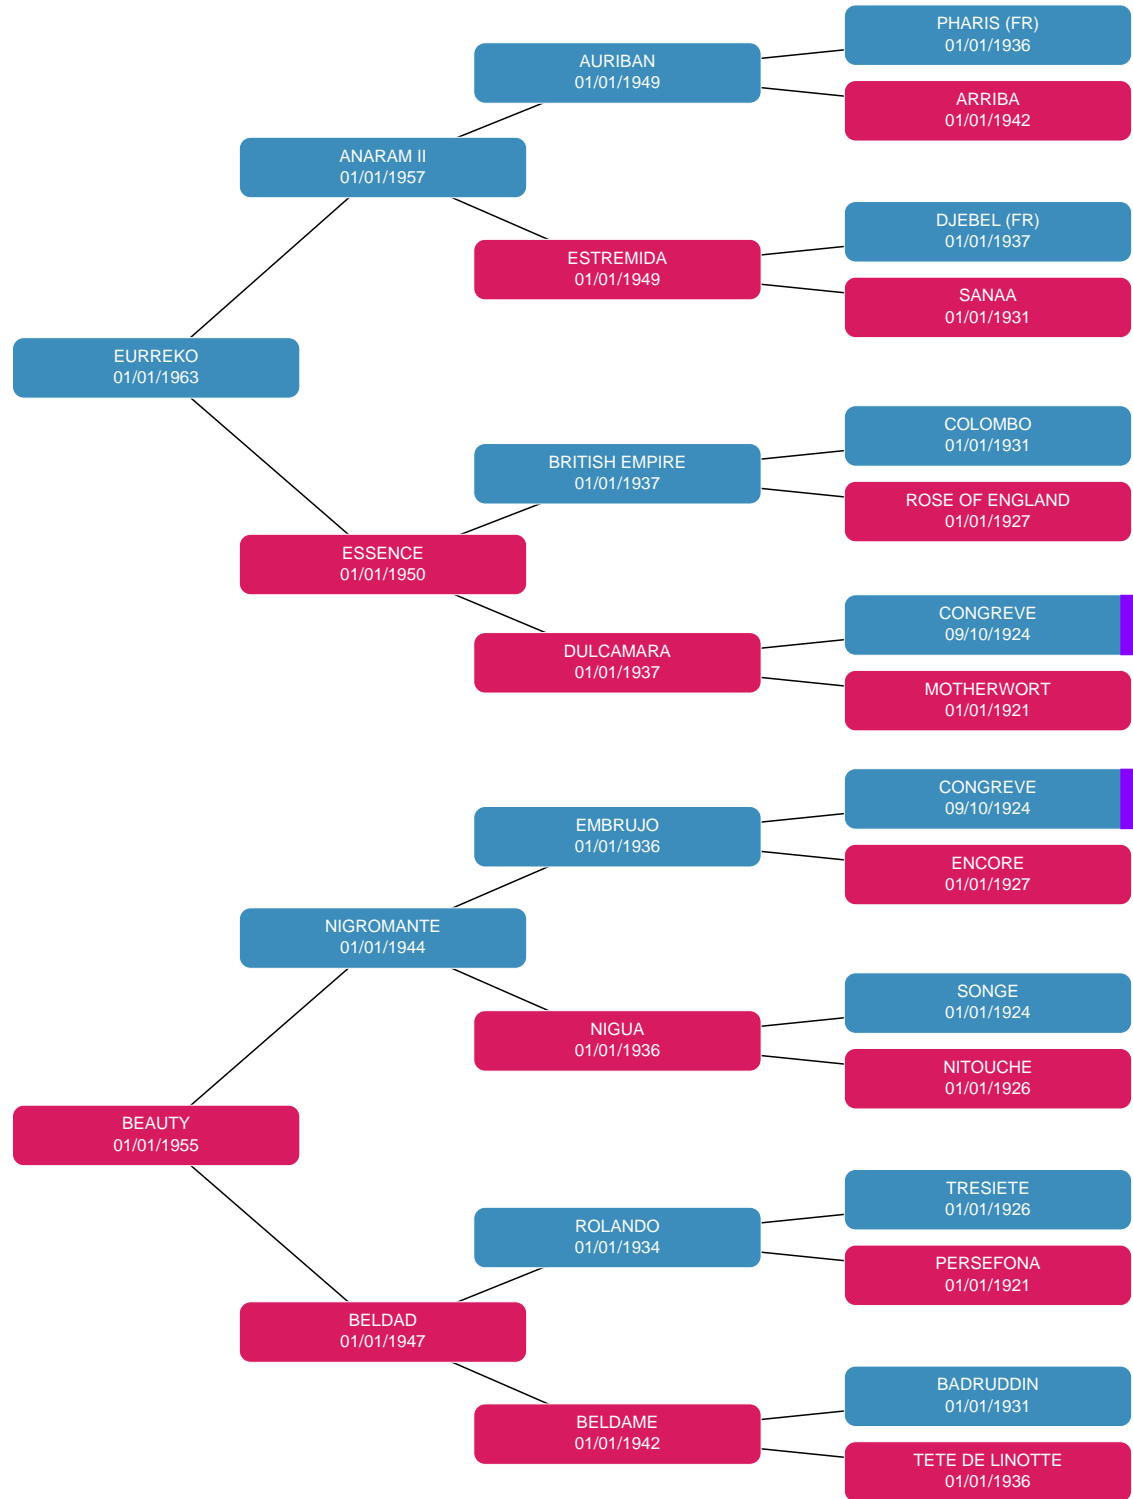 PHARIS (FR)
01/01/1936
AURIBAN
01/01/1949
ARRIBA
01/01/1942
ANARAM II
01/01/1957
DJEBEL (FR)
01/01/1937
ESTREMIDA
01/01/1949
SANAA
01/01/1931
EURREKO
01/01/1963
COLOMBO
01/01/1931
BRITISH EMPIRE
01/01/1937
ROSE OF ENGLAND
01/01/1927
ESSENCE
01/01/1950
CONGREVE
09/10/1924
DULCAMARA
01/01/1937
MOTHERWORT
01/01/1921
CONGREVE
09/10/1924
EMBRUJO
01/01/1936
ENCORE
01/01/1927
NIGROMANTE
01/01/1944
SONGE
01/01/1924
NIGUA
01/01/1936
NITOUCHE
01/01/1926
BEAUTY
01/01/1955
TRESIETE
01/01/1926
ROLANDO
01/01/1934
PERSEFONA
01/01/1921
BELDAD
01/01/1947
BADRUDDIN
01/01/1931
BELDAME
01/01/1942
TETE DE LINOTTE
01/01/1936